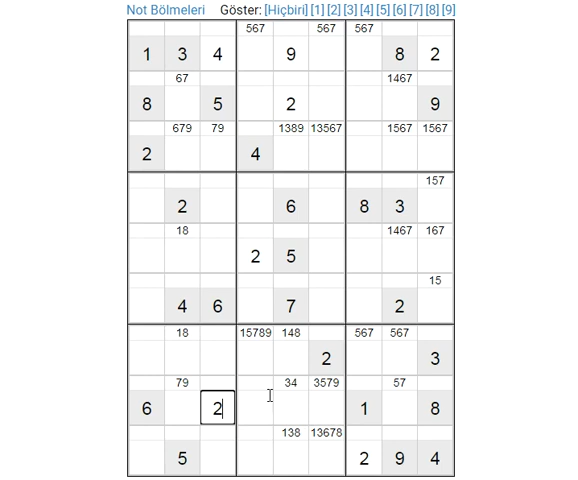 Not Bölmeleri Göster: [Hiçbiri] [1] [2] [3] [4] [5] [6] [7] [8] [9]
567 567 567
1 3 4 9 8 2
67 1467
8 5 2 9
679 79 1389 13567 1567 1567
2 4
157
2 6 8 3
18 1467 167
2 5
15
4 6 7 2
18 15789 148 567 567
2 3
79 34 3579 57
6 2 1 8
138 13678
5 2 9 4